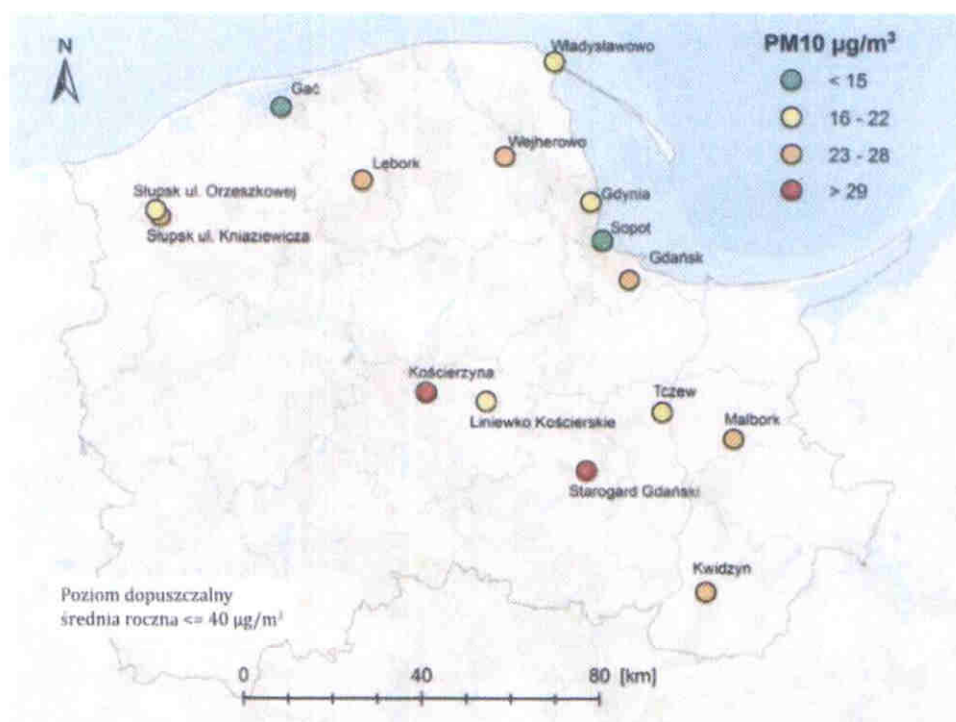 N
Władysławowo
PM10 µg/m³
< 15
16 - 22
23 - 28
> 29
Gać
Wejherowo
Lębork
Słupsk ul. Orzeszkowej
Słupsk ul. Kniaziewicza
Gdynia
Sopot
Gdańsk
Kościerzyna
Liniewko Kościerskie
Tczew
Malbork
Starogard Gdański
Kwidzyn
Poziom dopuszczalny
średnia roczna <= 40 µg/m³
0 40 80 [km]